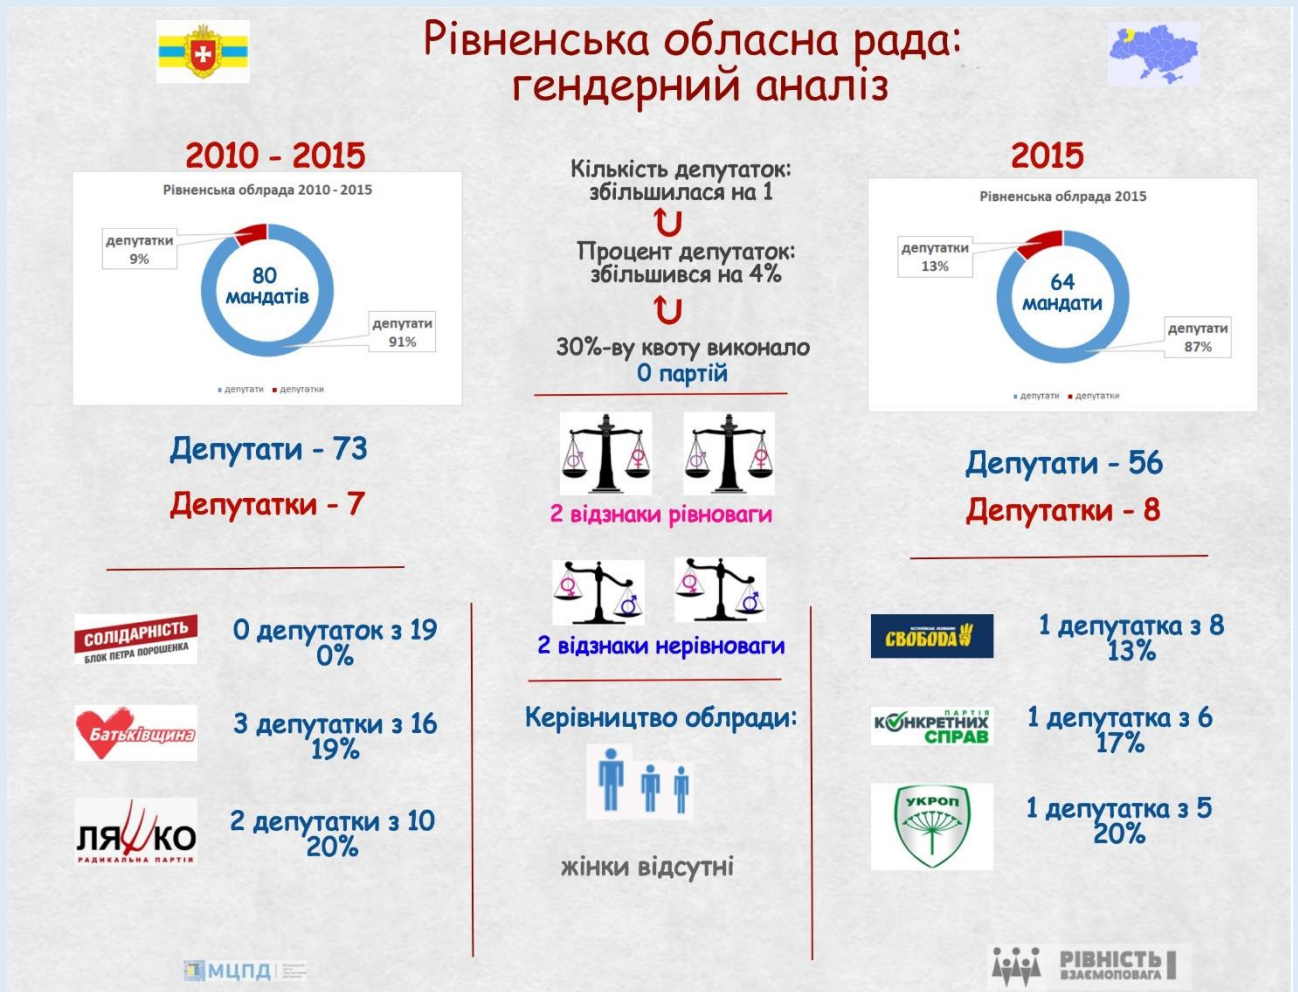 Рівненська обласна рада:
гендерний аналіз
2010 - 2015
Рівненська облрада 2010 - 2015
депутатки
9%
80
мандатів
депутати
91%
депутати депутатки
Депутати - 73
Депутатки - 7
Кількість депутаток:
збільшилася на 1
Процент депутаток:
збільшився на 4%
30%-ву квоту виконало
0 партій
2 відзнаки рівноваги
2 відзнаки нерівноваги
Керівництво облради:
жінки відсутні
2015
Рівненська облрада 2015
депутатки
13%
64
мандати
депутати
87%
депутати депутатки
Депутати - 56
Депутатки - 8
СОЛІДАРНІСТЬ
БЛОК ПЕТРА ПОРОШЕНКА
0 депутаток з 19
0%
Батьківщина
3 депутатки з 16
19%
ЛЯШКО
РАДИКАЛЬНА ПАРТІЯ
2 депутатки з 10
20%
СВОБОДА
1 депутатка з 8
13%
ПАРТІЯ
КОНКРЕТНИХ
СПРАВ
1 депутатка з 6
17%
УКРОП
1 депутатка з 5
20%
МЦПД
РІВНІСТЬ
ВЗАЄМОПОВАГА